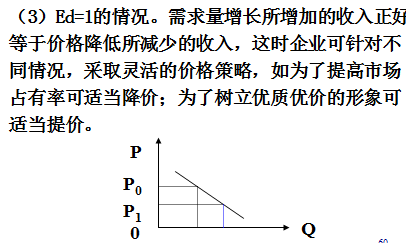 （3）Ed=1的情况。需求量增长所增加的收入正好
等于价格降低所减少的收入，这时企业可针对不
同情况，采取灵活的价格策略，如为了提高市场
占有率可适当降价；为了树立优质优价的形象可
适当提价。
P
P0
P1
0
Q